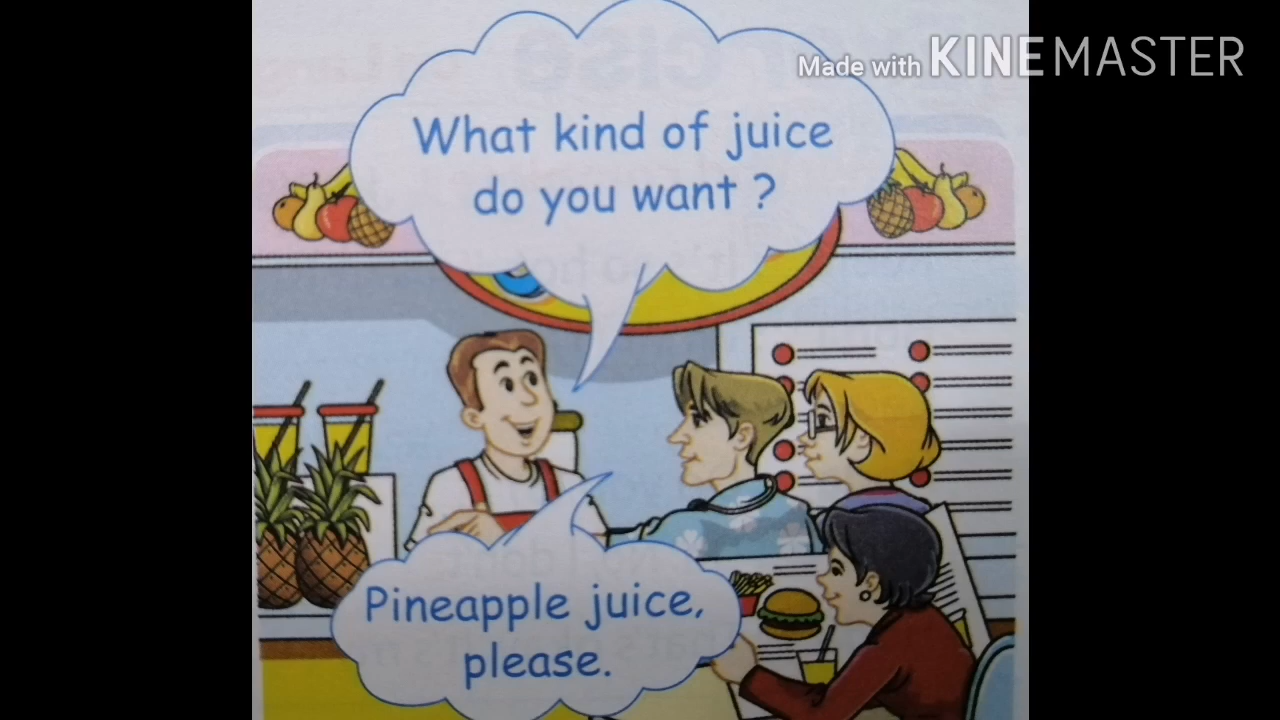 Made with KINEMASTER
What kind of juice
do you want ?
Pineapple juice,
please.